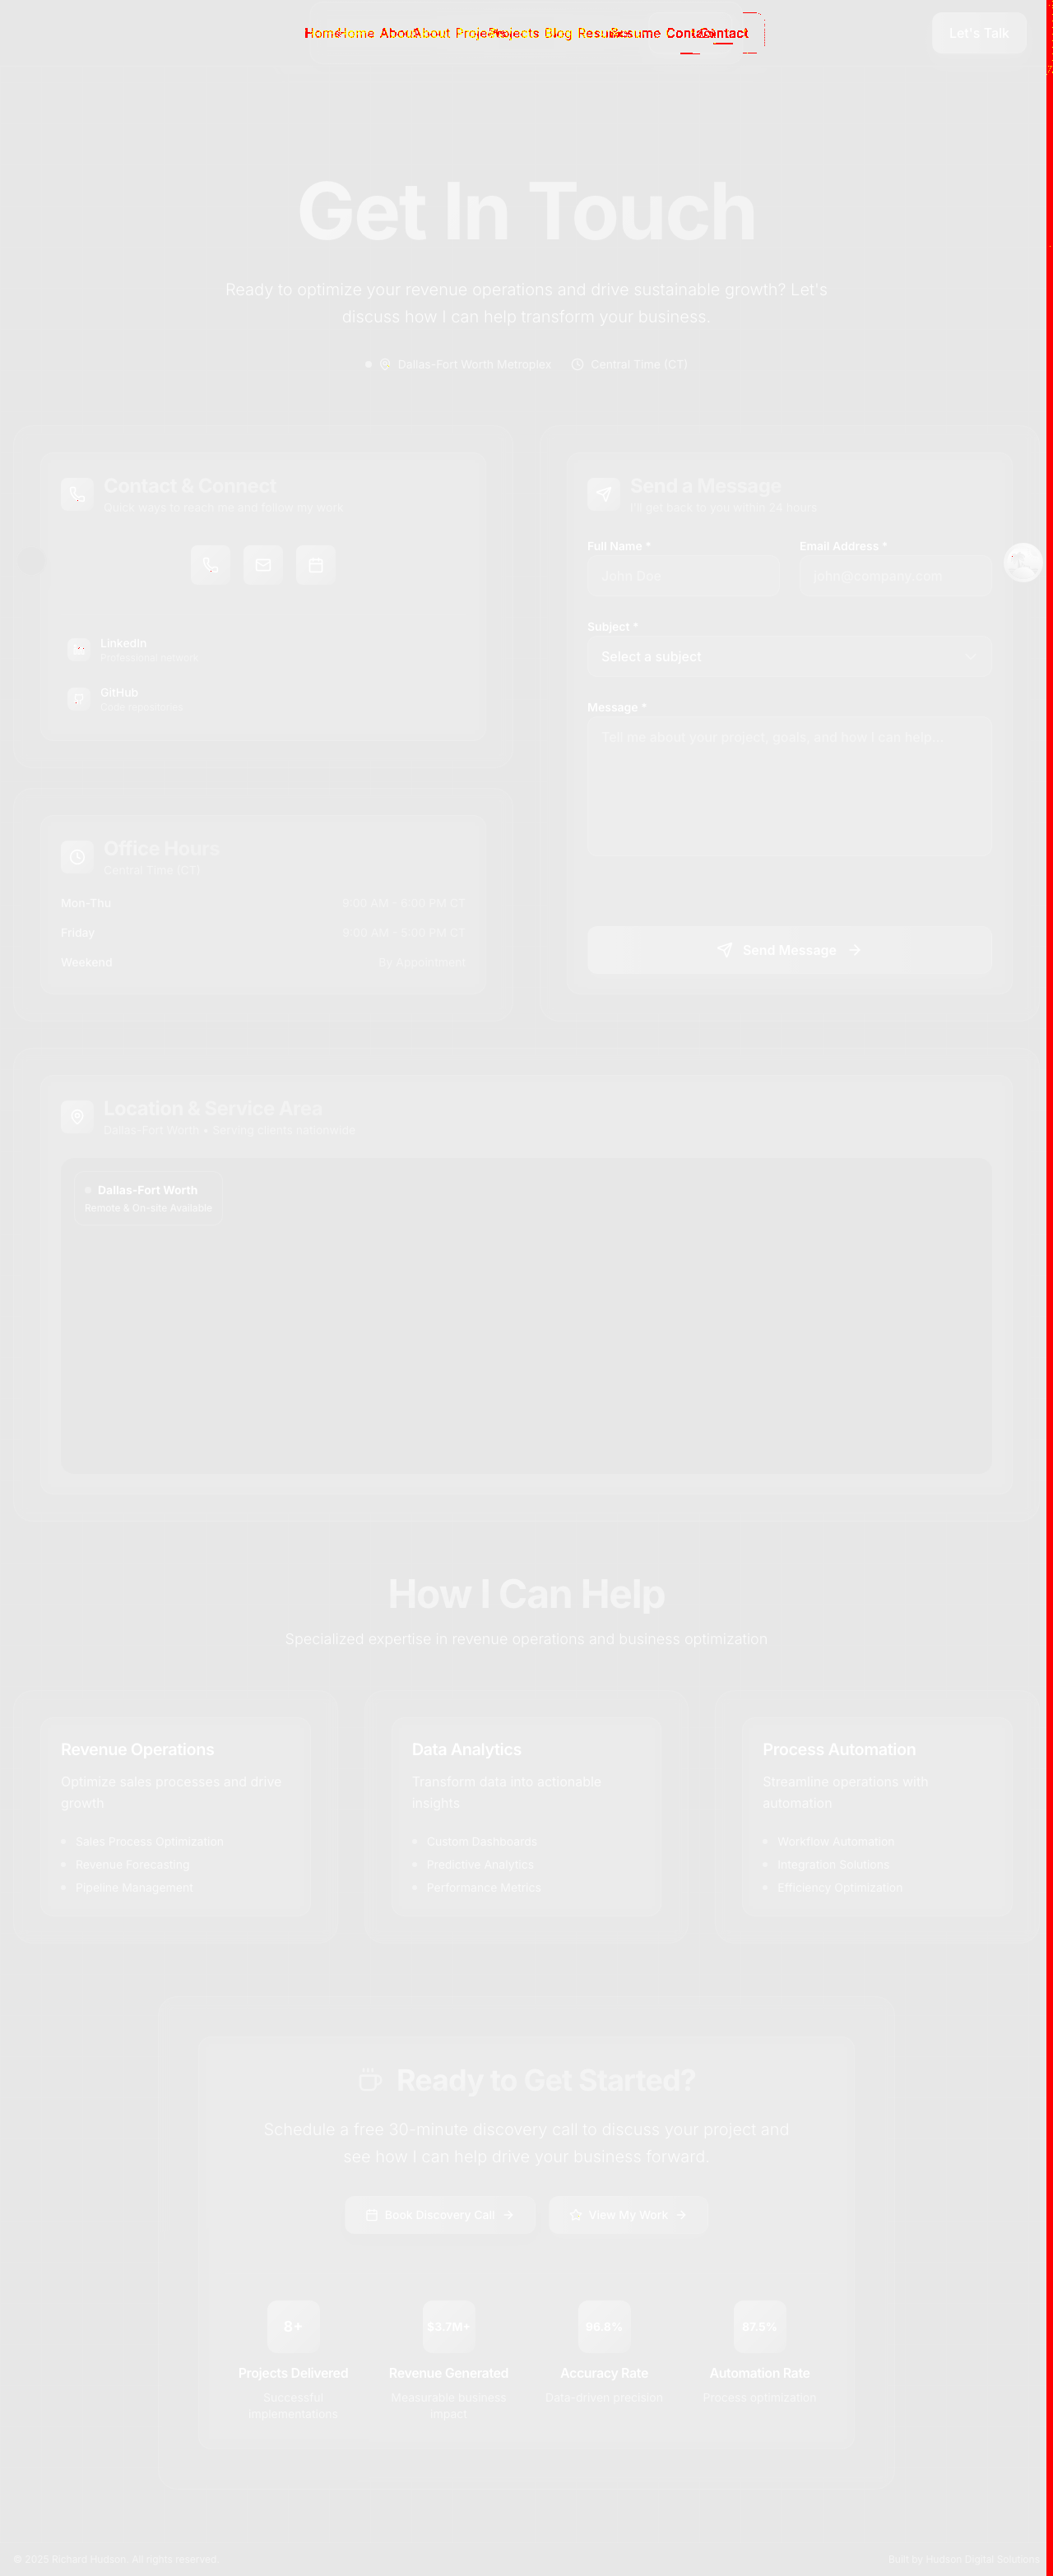 Home Home About About Projects Projects Blog Resume Resume Contact Contact
Let's Talk
Get In Touch
Ready to optimize your revenue operations and drive sustainable growth? Let's
discuss how I can help transform your business.
Dallas-Fort Worth Metroplex Central Time (CT)
Contact & Connect
Quick ways to reach me and follow my work
LinkedIn
Professional network
GitHub
Code repositories
Send a Message
I'll get back to you within 24 hours
Full Name *
Email Address *
John Doe
john@company.com
Subject *
Select a subject
Message *
Tell me about your project, goals, and how I can help...
Send Message
Office Hours
Central Time (CT)
Mon-Thu 9:00 AM - 6:00 PM CT
Friday 9:00 AM - 5:00 PM CT
Weekend By Appointment
Location & Service Area
Dallas-Fort Worth • Serving clients nationwide
Dallas-Fort Worth
Remote & On-site Available
How I Can Help
Specialized expertise in revenue operations and business optimization
Revenue Operations
Optimize sales processes and drive
growth
Sales Process Optimization
Revenue Forecasting
Pipeline Management
Data Analytics
Transform data into actionable
insights
Custom Dashboards
Predictive Analytics
Performance Metrics
Process Automation
Streamline operations with
automation
Workflow Automation
Integration Solutions
Efficiency Optimization
Ready to Get Started?
Schedule a free 30-minute discovery call to discuss your project and
see how I can help drive your business forward.
Book Discovery Call
View My Work
8+
Projects Delivered
Successful
implementations
$3.7M+
Revenue Generated
Measurable business
impact
96.8%
Accuracy Rate
Data-driven precision
87.5%
Automation Rate
Process optimization
© 2025 Richard Hudson. All rights reserved.
Built by Hudson Digital Solutions